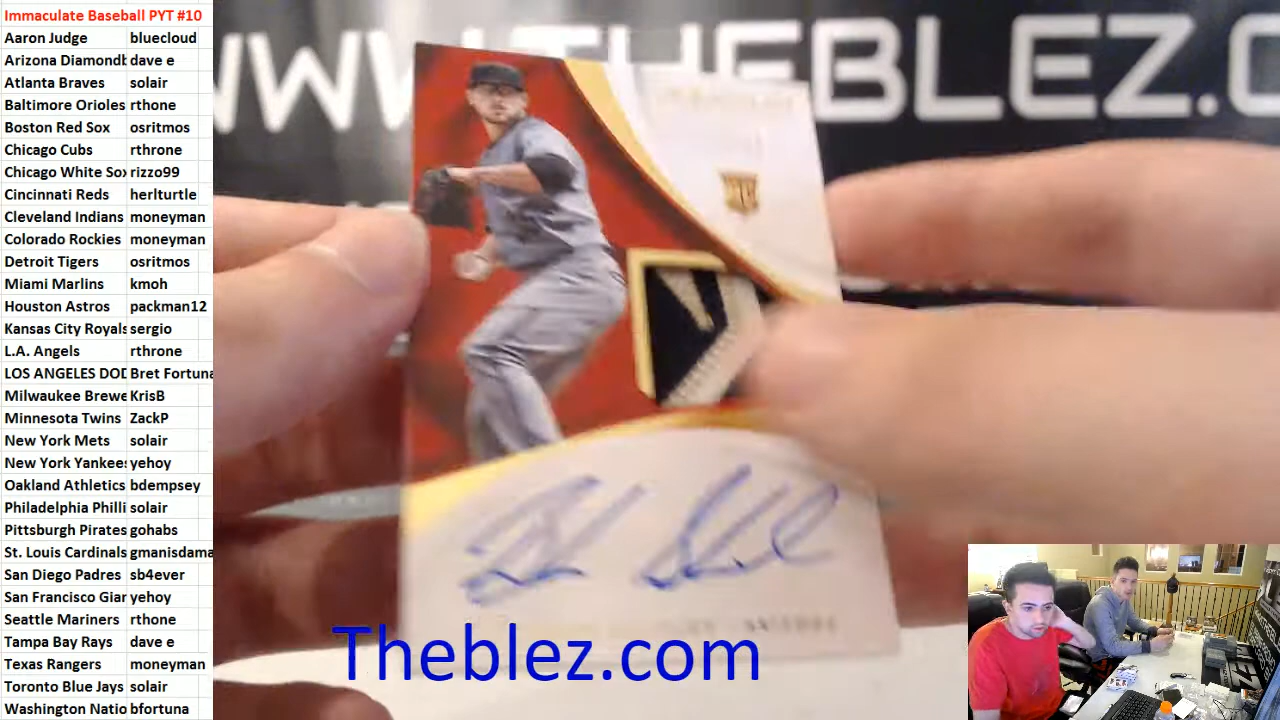 Immaculate Baseball PYT #10
Aaron Judge bluecloud
Arizona Diamondb dave e
Atlanta Braves solair
Baltimore Orioles rthone
Boston Red Sox osritmos
Chicago Cubs rthrone
Chicago White Sox rizzo99
Cincinnati Reds herlturtle
Cleveland Indians moneyman
Colorado Rockies moneyman
Detroit Tigers osritmos
Miami Marlins kmoh
Houston Astros packman12
Kansas City Royals sergio
L.A. Angels rthrone
LOS ANGELES DOD Bret Fortuna
Milwaukee Brewe KrisB
Minnesota Twins ZackP
New York Mets solair
New York Yankees yehoy
Oakland Athletics bdempsey
Philadelphia Philli solair
Pittsburgh Pirates gohabs
St. Louis Cardinals gmanisdama
San Diego Padres sb4ever
San Francisco Gian yehoy
Seattle Mariners rthone
Tampa Bay Rays dave e
Texas Rangers moneyman
Toronto Blue Jays solair
Washington Natio bfortuna
WWW.THEBLEZ.C
Theblez.com